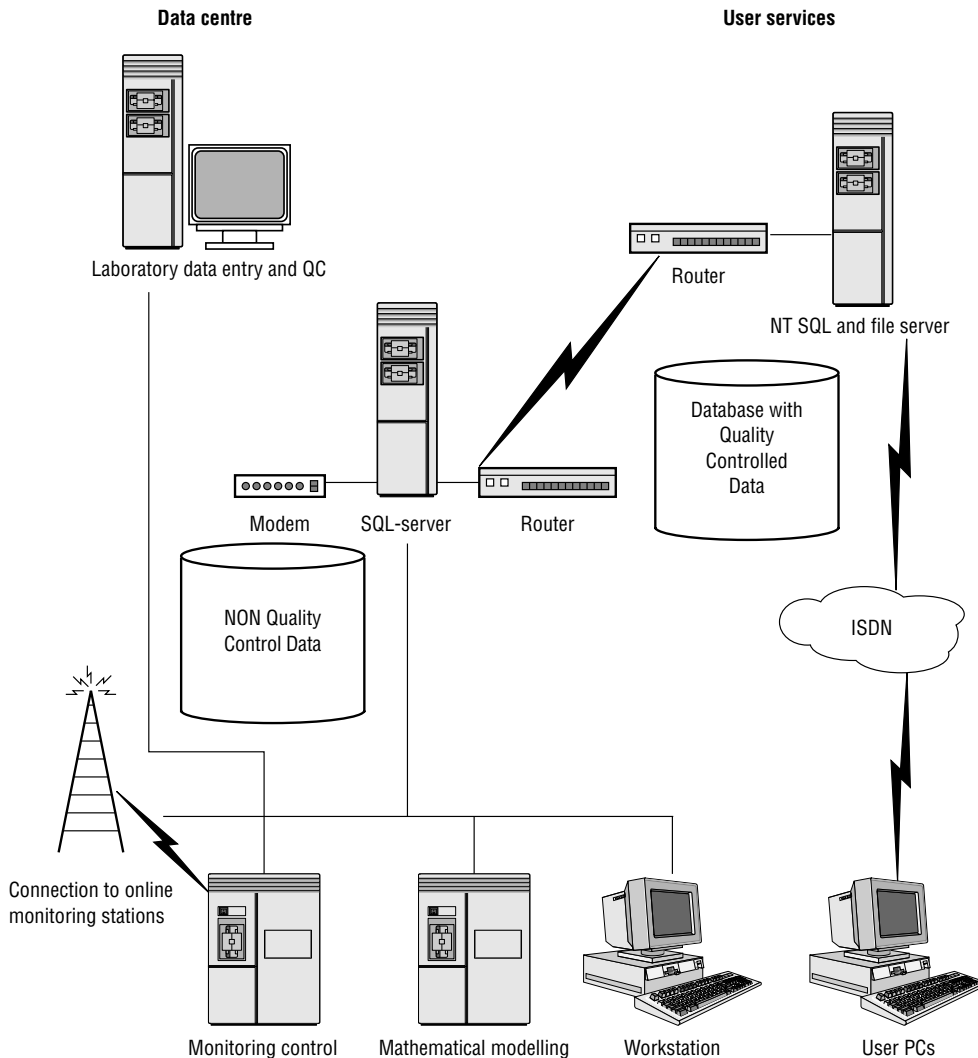 Data centre
User services
Laboratory data entry and QC
Router
NT SQL and file server
Database with
Quality
Controlled
Data
Modem
SQL-server
Router
NON Quality
Control Data
ISDN
Connection to online
monitoring stations
Monitoring control
Mathematical modelling
Workstation
User PCs